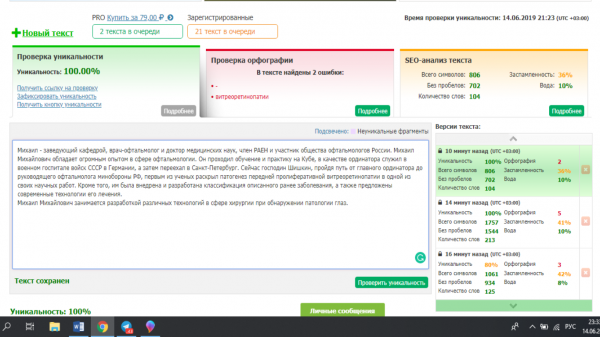 PRO Купить за 79,00 ₽
Зарегистрированные
Время проверки уникальности: 14.06.2019 21:23 (UTC +03:00)
Новый текст
2 текста в очереди
21 текст в очереди
Проверка уникальности
Уникальность: 100.00%
Получить ссылку на проверку
Зафиксировать уникальность
Получить кнопку уникальности
Подробнее
Проверка орфографии
В тексте найдены 2 ошибки:
-
витреоретинопатии
Подробнее
SEO-анализ текста
Всего символов: 806 Заспамленность: 36%
Без пробелов: 702 Вода: 10%
Количество слов: 104
Подробнее
Подсвечено: Неуникальные фрагменты
Михаил - заведующий кафедрой, врач-офтальмолог и доктор медицинских наук, член РАЕН и участник общества офтальмологов России. Михаил
Михайлович обладает огромным опытом в сфере офтальмологии. Он проходил обучение и практику на Кубе, в качестве ординатора служил в
военном госпитале войск СССР в Германии, а затем переехал в Санкт-Петербург. Сейчас господин Шишкин, пройдя путь от главного ординатора до
руководящего офтальмолога минобороны РФ, первым из ученых раскрыл патогенез передней пролиферативной витреоретинопатии в одной из
своих научных работ. Кроме того, им была внедрена и разработана классификация описанного ранее заболевания, а также предложены
современные технологии его лечения.
Михаил Михайлович занимается разработкой различных технологий в сфере хирургии при обнаружении патологии глаз.
Текст сохранен
Проверить уникальность
Уникальность: 100%
Личные сообщения
Версии текста:
10 минут назад (UTC +03:00)
Уникальность 100% Орфография 2
Всего символов 806 Заспамленность 36%
Без пробелов 702 Вода 10%
Количество слов 104
14 минут назад (UTC +03:00)
Уникальность 100% Орфография 5
Всего символов 1757 Заспамленность 41%
Без пробелов 1544 Вода 10%
Количество слов 213
16 минут назад (UTC +03:00)
Уникальность 80% Орфография 3
Всего символов 1061 Заспамленность 42%
Без пробелов 934 Вода 8%
Количество слов 125
РУС
14.06.2